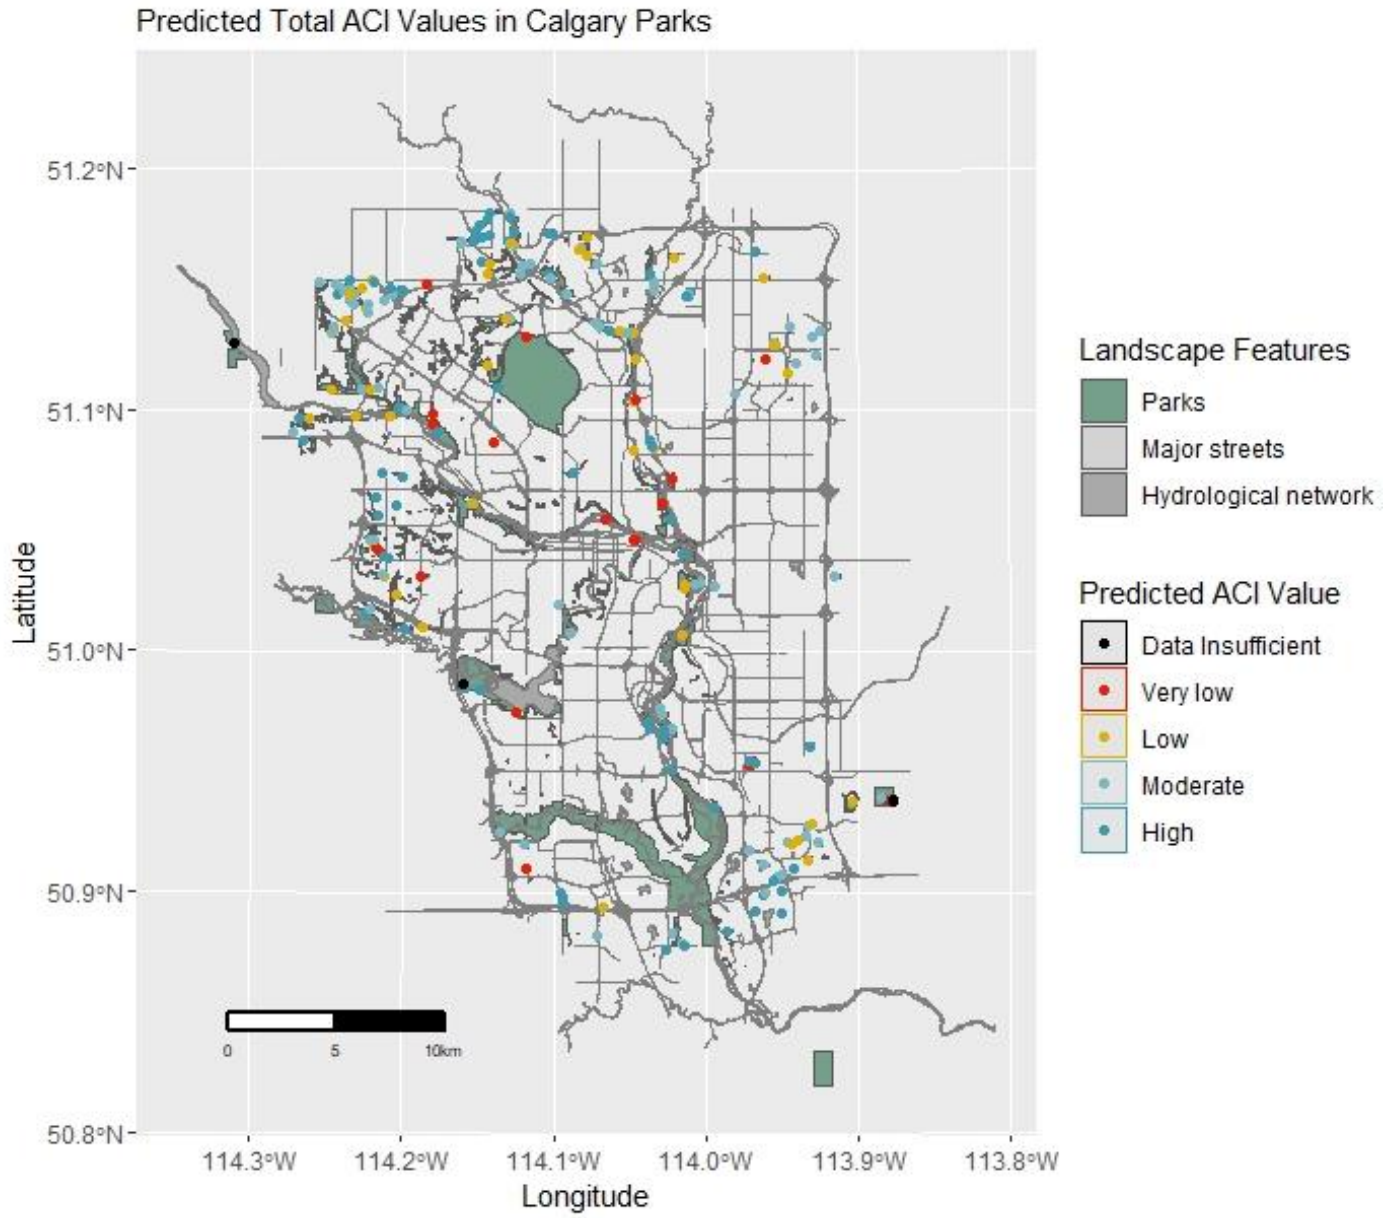 Predicted Total ACI Values in Calgary Parks
51.2°N
51.1°N
51.0°N
50.9°N
50.8°N
Latitude
0 5 10km
114.3°W 114.2°W 114.1°W 114.0°W 113.9°W 113.8°W
Longitude
Landscape Features
Parks
Major streets
Hydrological network
Predicted ACI Value
Data Insufficient
Very low
Low
Moderate
High